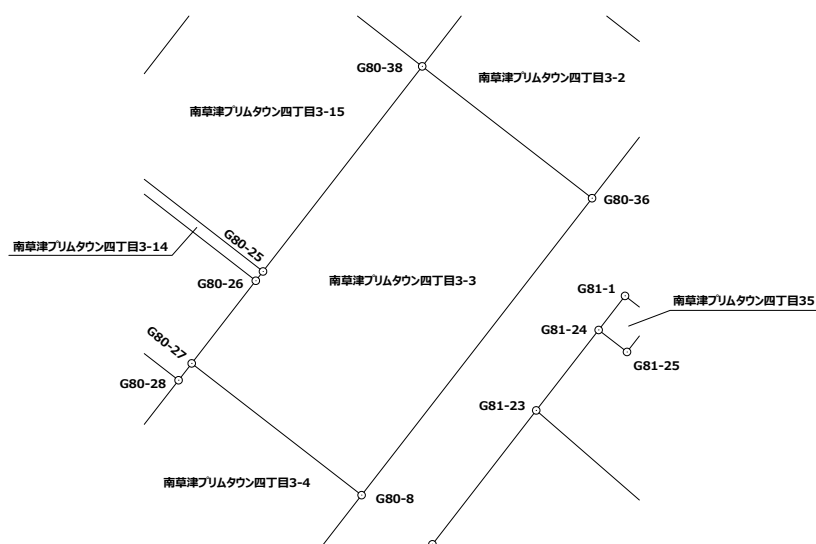 G80-38
南草津プリムタウン四丁目3-2
南草津プリムタウン四丁目3-15
G80-36
南草津プリムタウン四丁目3-14
G80-25
G80-26
南草津プリムタウン四丁目3-3
G81-1
南草津プリムタウン四丁目35
G81-24
G80-27
G81-25
G80-28
G81-23
南草津プリムタウン四丁目3-4
G80-8